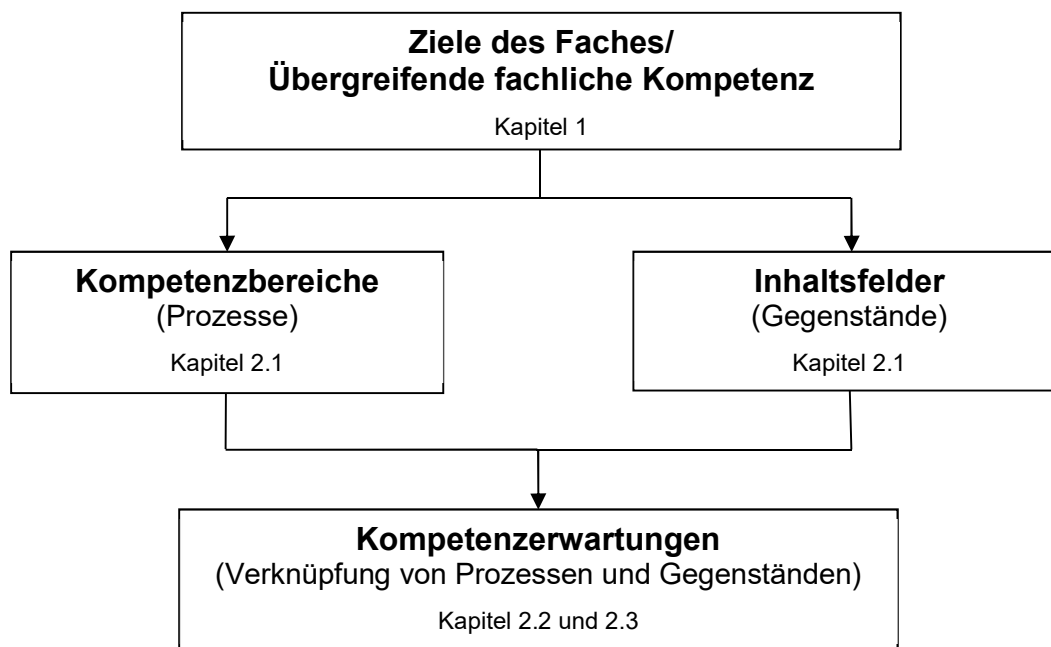 Ziele des Faches/
Übergreifende fachliche Kompetenz
Kapitel 1
Kompetenzbereiche
(Prozesse)
Kapitel 2.1
Inhaltsfelder
(Gegenstände)
Kapitel 2.1
Kompetenzerwartungen
(Verknüpfung von Prozessen und Gegenständen)
Kapitel 2.2 und 2.3